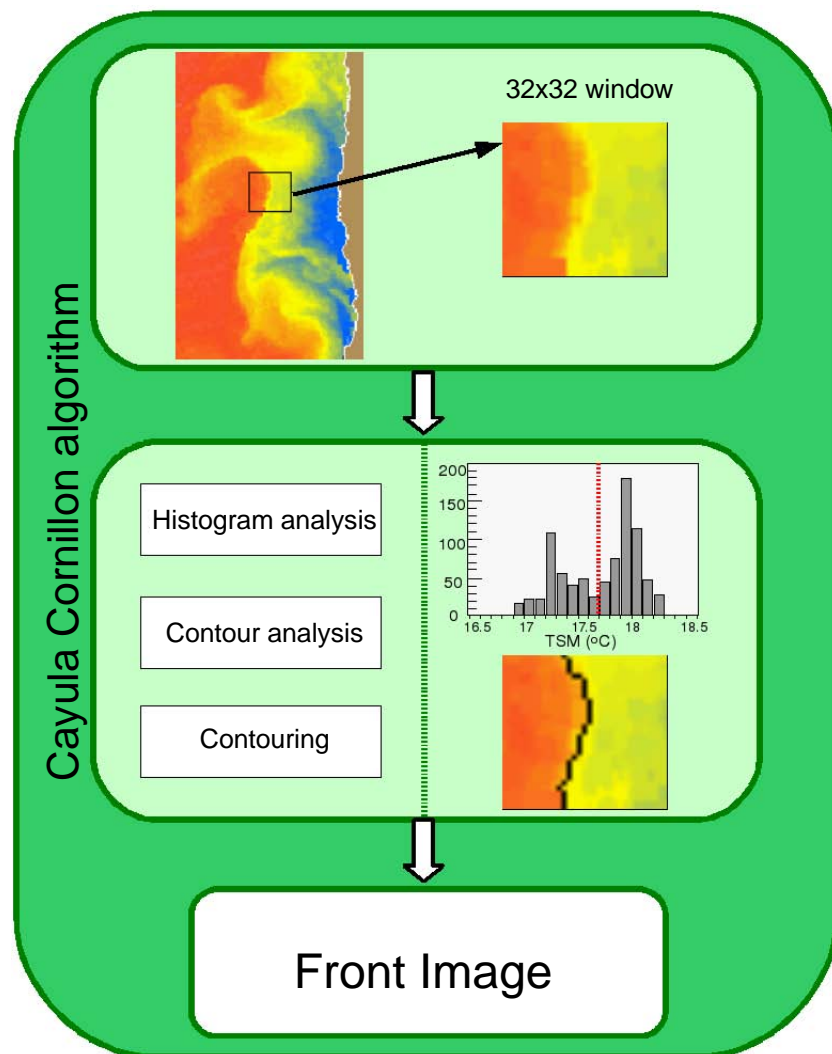 Cayula Cornillon algorithm
32x32 window
Histogram analysis
Contour analysis
Contouring
200
150
100
50
0
16.5 17 17.5 18 18.5
TSM (ºC)
Front Image